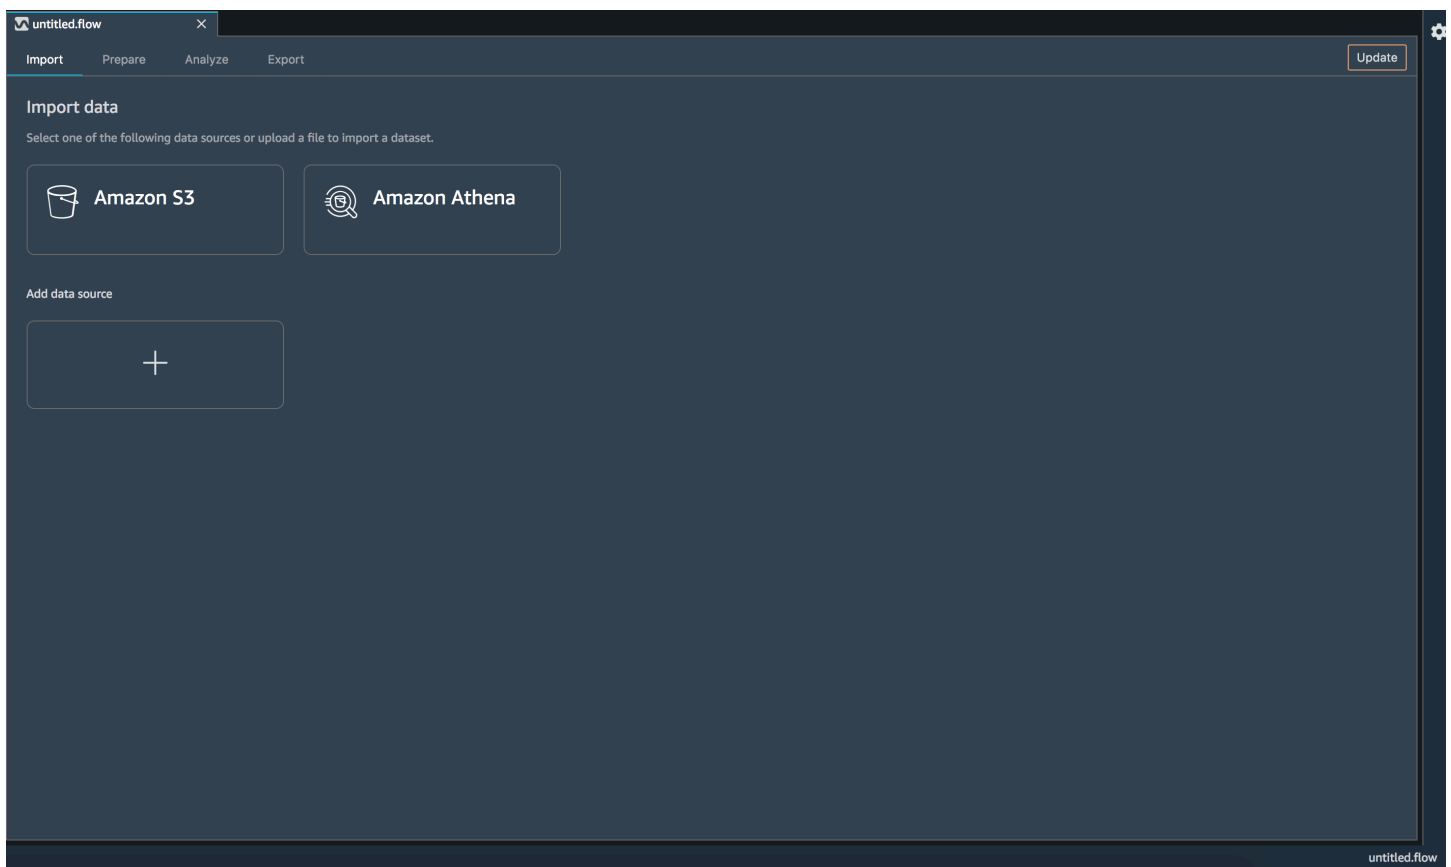 untitled.flow
Import Prepare Analyze Export Update
Import data
Select one of the following data sources or upload a file to import a dataset.
Amazon S3 Amazon Athena
Add data source
untitled.flow